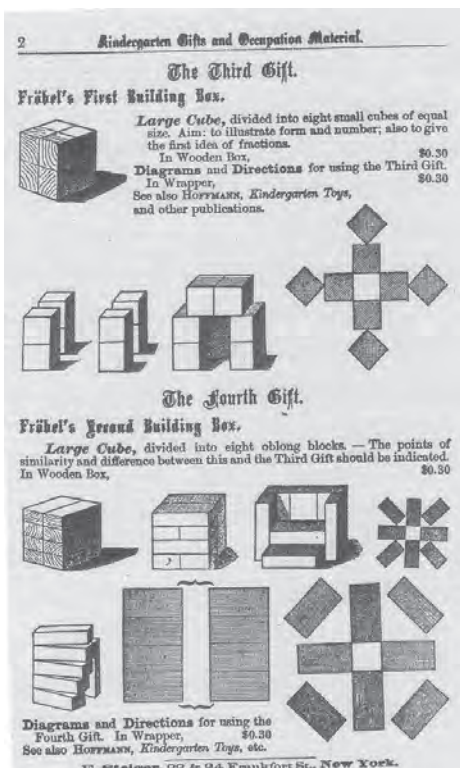 2 Kindergarten Gifts and Occupation Material.
The Third Gift.
Fröbel's First Building Box.
Large Cube, divided into eight small cubes of equal
size. Aim: to illustrate form and number; also to give
the first idea of fractions.
In Wooden Box, $0.30
Diagrams and Directions for using the Third Gift.
In Wrapper, $0.30
See also HOFFMANN, Kindergarten Toys,
and other publications.
The Fourth Gift.
Fröbel's Second Building Box.
Large Cube, divided into eight oblong blocks. — The points of
similarity and difference between this and the Third Gift should be indicated.
In Wooden Box, $0.30
Diagrams and Directions for using the
Fourth Gift. In Wrapper, $0.30
See also HOFFMANN, Kindergarten Toys, etc.
E. Steiger, 22 & 24 Frankfort St., New York.